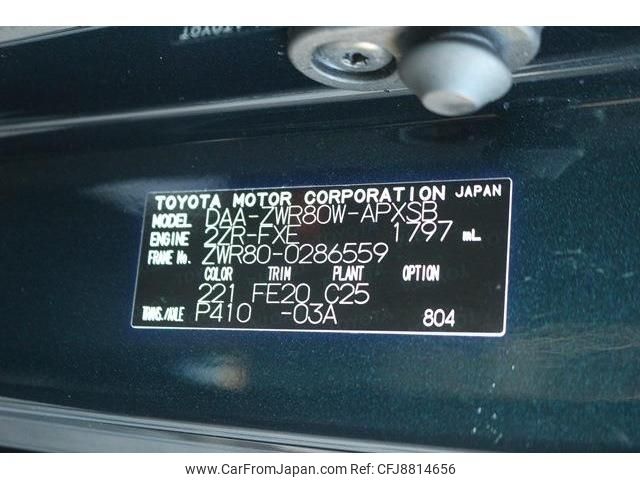 TOYOTA MOTOR CORPORATION JAPAN
MODEL DAA-ZWR80W-APXSB
ENGINE 2ZR-FXE 1797 mL
FRAME No. ZWR80-0286559
COLOR TRIM PLANT OPTION
221 FE20 C25
TRANS./AXLE P410 -03A 804
© www.CarFromJapan.com - ID: CFJ8814656